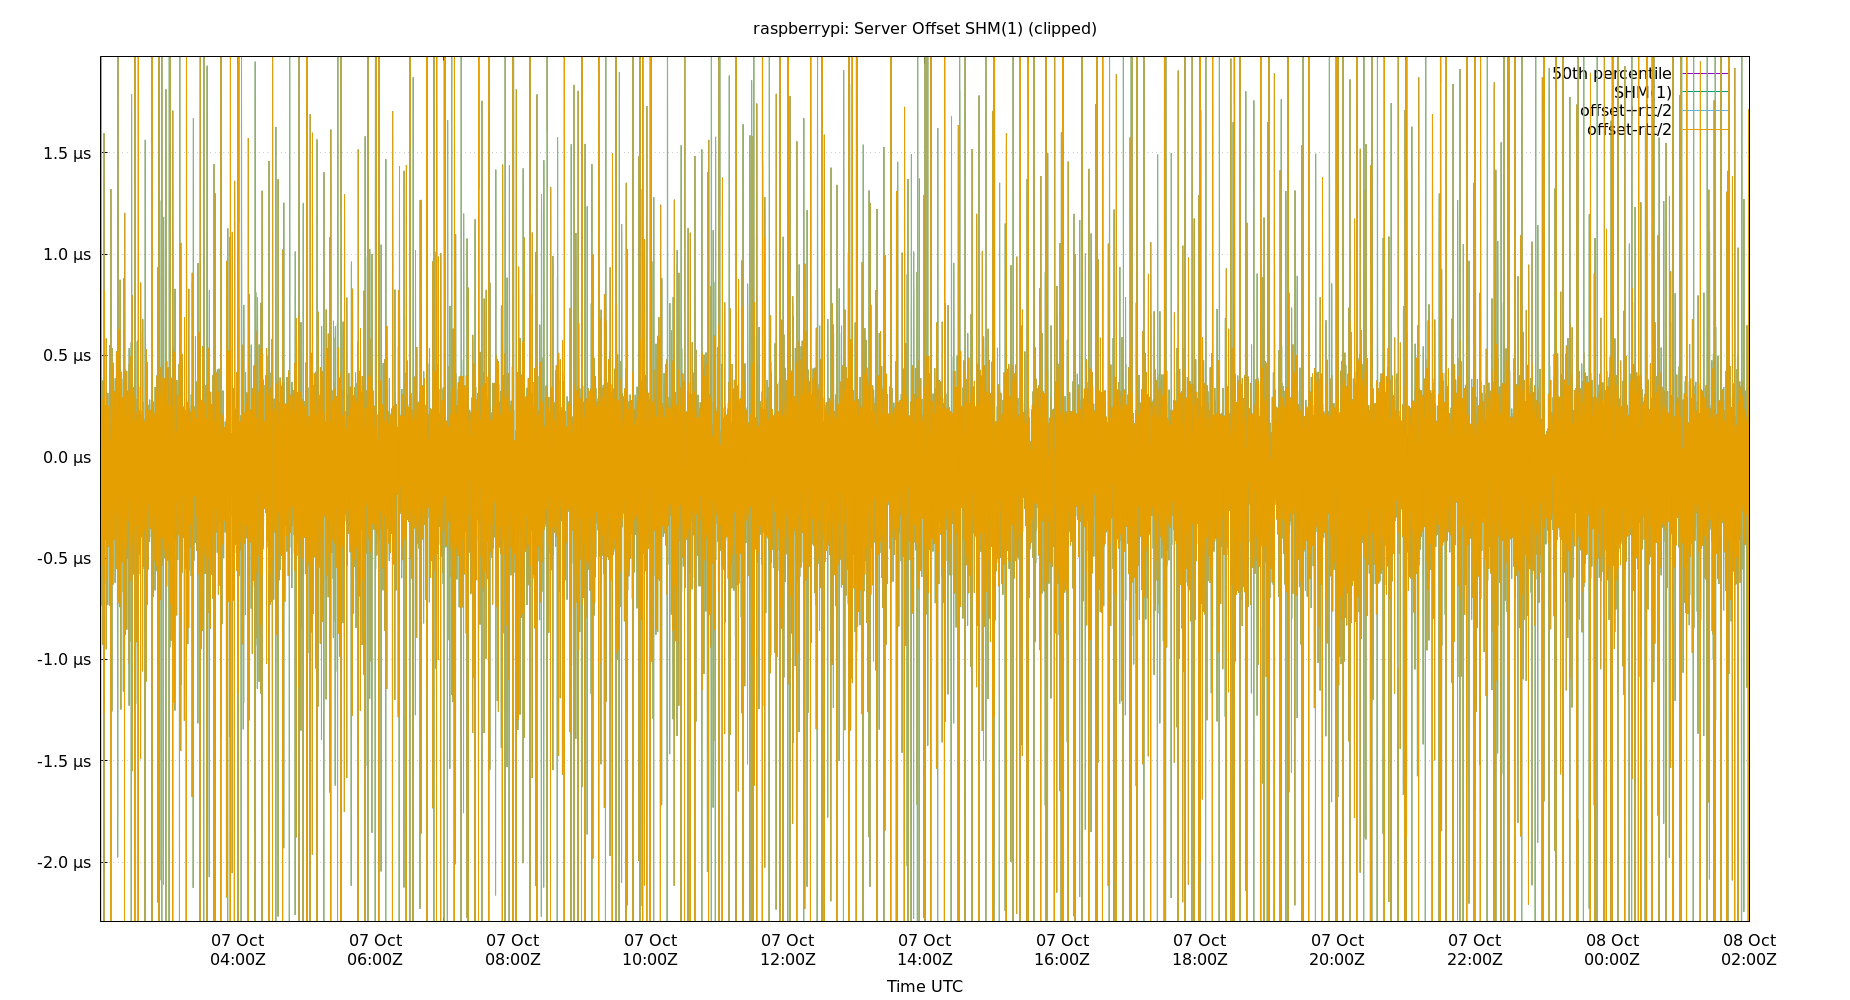 raspberrypi: Server Offset SHM(1) (clipped)
50th percentile
SHM(1)
offset+rtt/2
offset-rtt/2
1.5 µs
1.0 µs
0.5 µs
0.0 µs
-0.5 µs
-1.0 µs
-1.5 µs
-2.0 µs
07 Oct 07 Oct 07 Oct 07 Oct 07 Oct 07 Oct 07 Oct 07 Oct 07 Oct 07 Oct 08 Oct 08 Oct
04:00Z 06:00Z 08:00Z 10:00Z 12:00Z 14:00Z 16:00Z 18:00Z 20:00Z 22:00Z 00:00Z 02:00Z
Time UTC